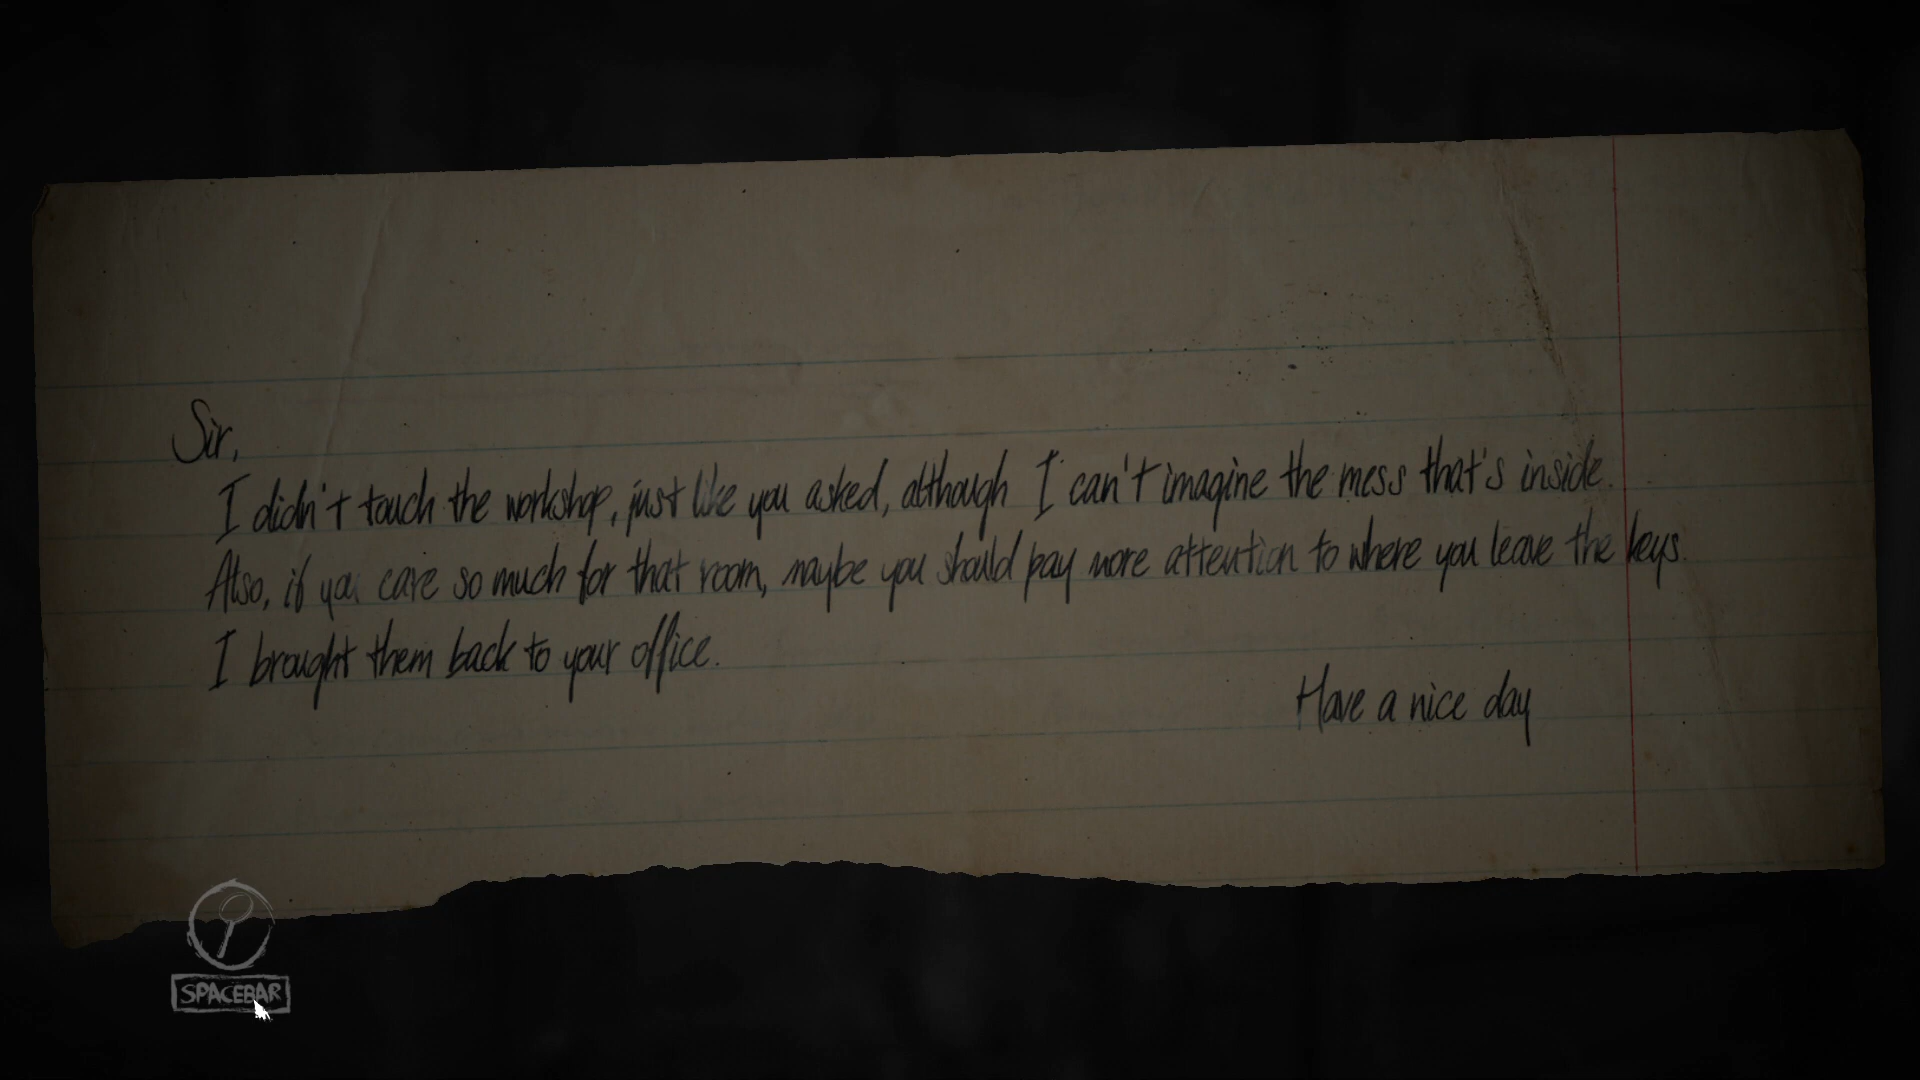 Sir,
I didn't touch the workshop, just like you asked, although I can't imagine the mess that's inside.
Also, if you care so much for that room, maybe you should pay more attention to where you leave the keys.
I brought them back to your office.
Have a nice day
SPACEBAR